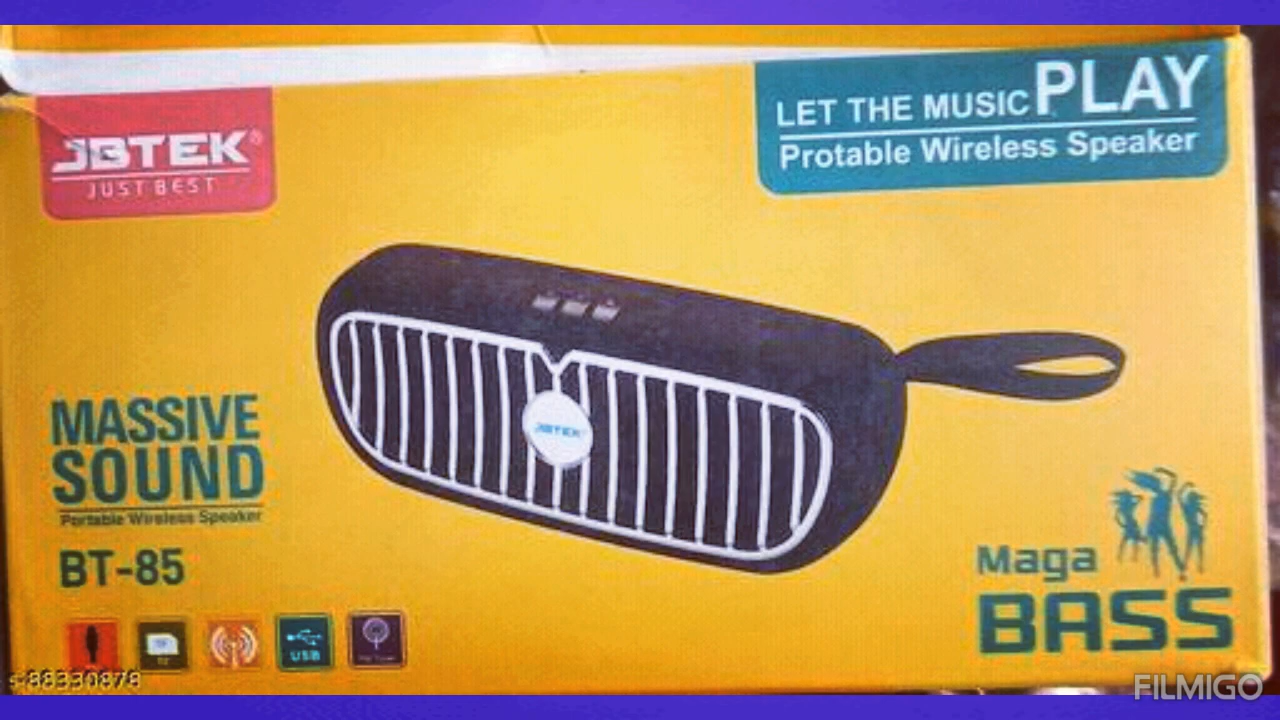 JBTEK®
JUST BEST
LET THE MUSIC PLAY
Protable Wireless Speaker
JBTEK
MASSIVE
SOUND
Portable Wireless Speaker
BT-85
Maga
BASS
USB
s-88330878
FILMIGO